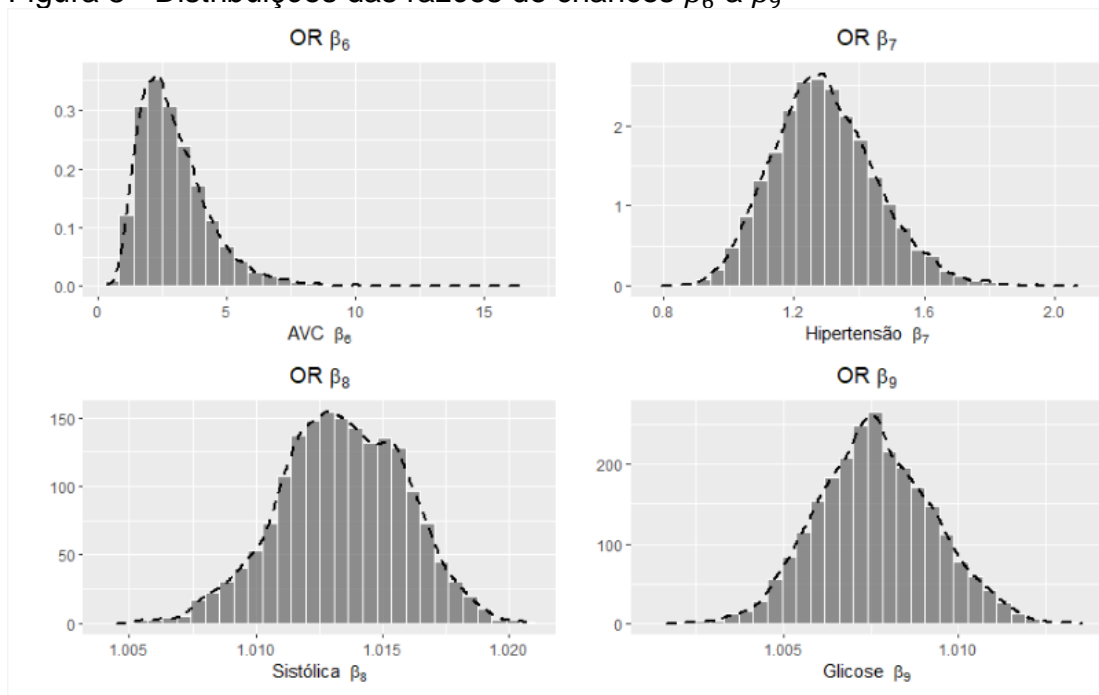 Figura 3 - Distribuições das razões de chances β6 a β9
OR β₆
0.3
0.2
0.1
0.0
0 5 10 15
AVC β₆
OR β₇
2
1
0
0.8 1.2 1.6 2.0
Hipertensão β₇
OR β₈
150
100
50
0
1.005 1.010 1.015 1.020
Sistólica β₈
OR β₉
200
100
0
1.005 1.010
Glicose β₉